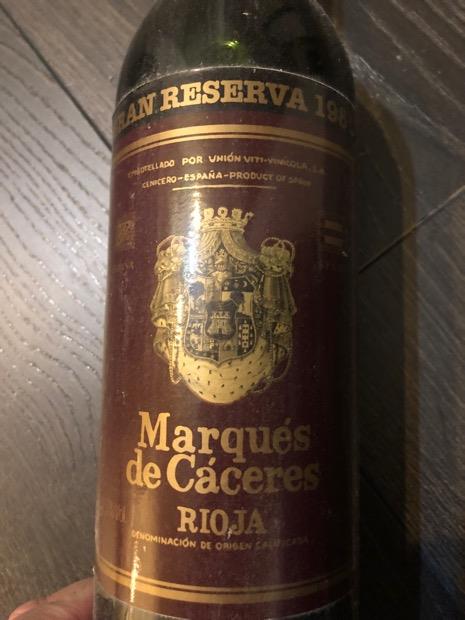 GRAN RESERVA 198
EMBOTELLADO POR UNIÓN VITI-VINÍCOLA, S.A.
CENICERO-ESPAÑA-PRODUCT OF SPAIN
Marqués
de Cáceres
RIOJA
DENOMINACIÓN DE ORIGEN CALIFICADA